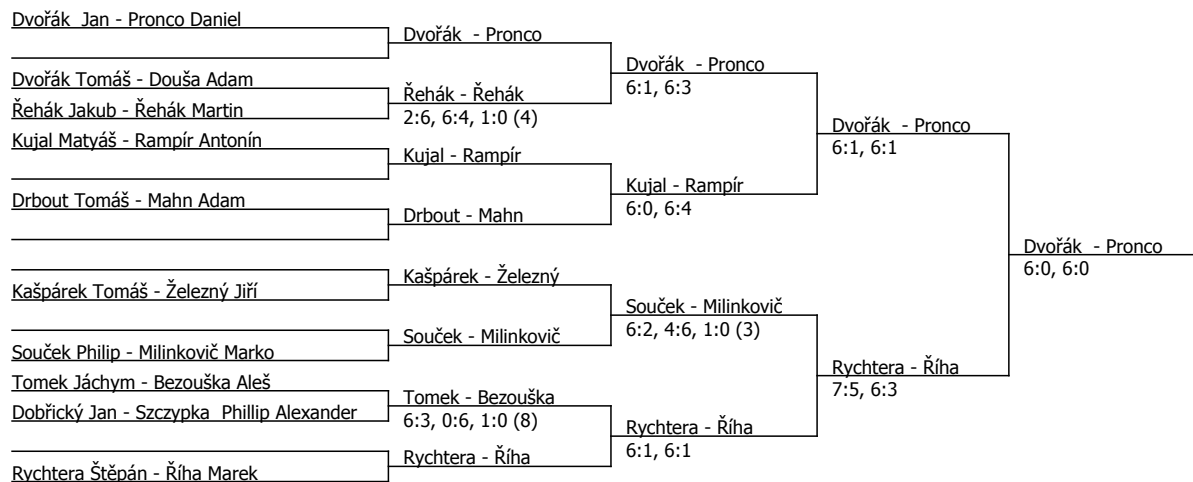 Dvořák  Jan - Pronco Daniel
Dvořák Tomáš - Douša Adam
Řehák Jakub - Řehák Martin
Kujal Matyáš - Rampír Antonín
Drbout Tomáš - Mahn Adam
Kašpárek Tomáš - Železný Jiří
Souček Philip - Milinkovič Marko
Tomek Jáchym - Bezouška Aleš
Dobřický Jan - Szczypka  Phillip Alexander
Rychtera Štěpán - Říha Marek
Dvořák  - Pronco
Řehák - Řehák
2:6, 6:4, 1:0 (4)
Kujal - Rampír
Drbout - Mahn
Kašpárek - Železný
Souček - Milinkovič
Tomek - Bezouška
6:3, 0:6, 1:0 (8)
Rychtera - Říha
Dvořák  - Pronco
6:1, 6:3
Kujal - Rampír
6:0, 6:4
Souček - Milinkovič
6:2, 4:6, 1:0 (3)
Rychtera - Říha
6:1, 6:1
Dvořák  - Pronco
6:1, 6:1
Rychtera - Říha
7:5, 6:3
Dvořák  - Pronco
6:0, 6:0